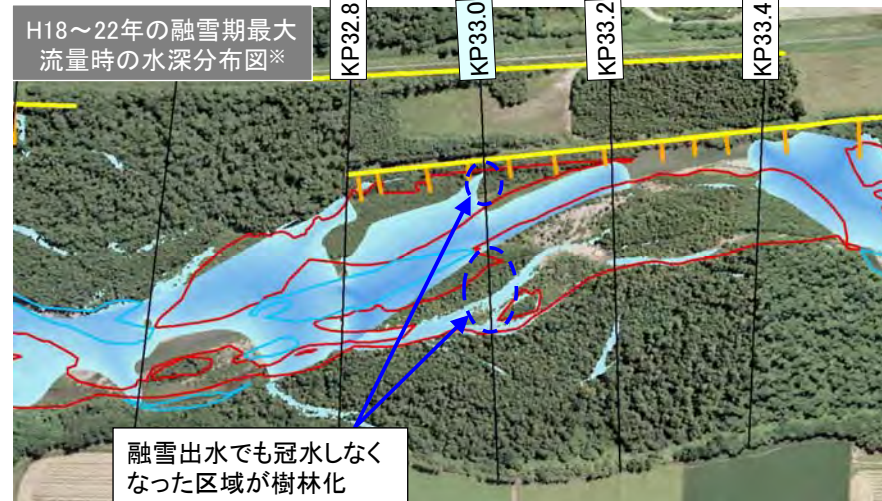 H18～22年の融雪期最大
流量時の水深分布図※
KP32.8
KP33.0
KP33.2
KP33.4
融雪出水でも冠水しなく
なった区域が樹林化